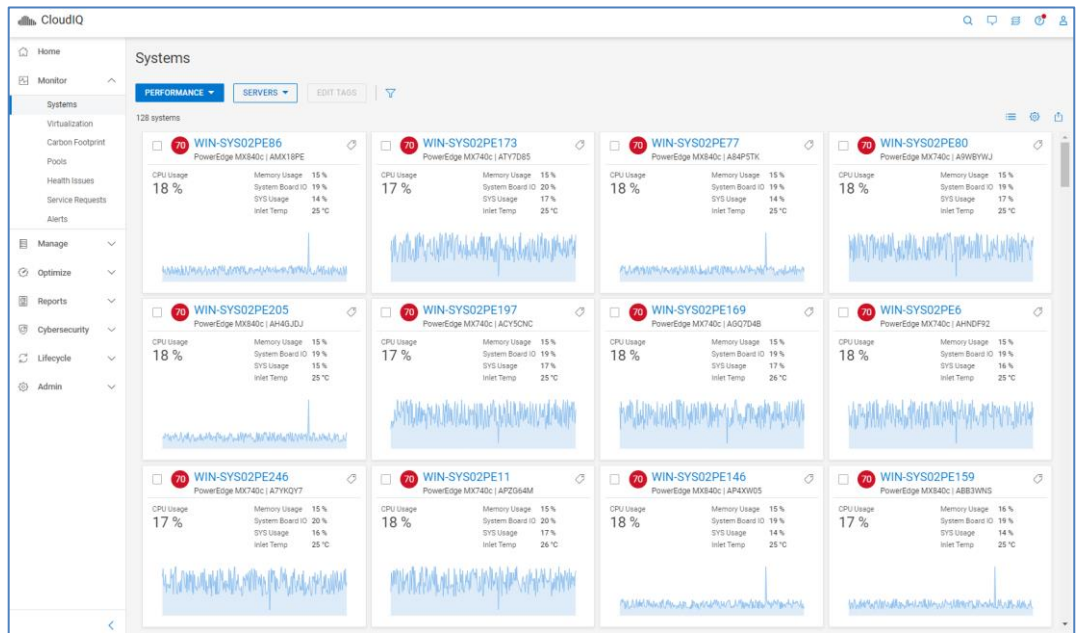 CloudIQ
Home
Monitor
Systems
Virtualization
Carbon Footprint
Pools
Health Issues
Service Requests
Alerts
Manage
Optimize
Reports
Cybersecurity
Lifecycle
Admin
Systems
PERFORMANCE SERVERS EDIT TAGS
128 systems
70 WIN-SYS02PE86
PowerEdge MX840c | AMX18PE
CPU Usage
18 %
Memory Usage 15 %
System Board IO 19 %
SYS Usage 14 %
Inlet Temp 25 °C
70 WIN-SYS02PE173
PowerEdge MX740c | ATY7D85
CPU Usage
17 %
Memory Usage 15 %
System Board IO 20 %
SYS Usage 17 %
Inlet Temp 25 °C
70 WIN-SYS02PE77
PowerEdge MX840c | A84P5TK
CPU Usage
18 %
Memory Usage 15 %
System Board IO 19 %
SYS Usage 14 %
Inlet Temp 25 °C
70 WIN-SYS02PE80
PowerEdge MX740c | A9WBYWJ
CPU Usage
18 %
Memory Usage 15 %
System Board IO 19 %
SYS Usage 17 %
Inlet Temp 25 °C
70 WIN-SYS02PE205
PowerEdge MX840c | AH4GJDJ
CPU Usage
18 %
Memory Usage 15 %
System Board IO 19 %
SYS Usage 15 %
Inlet Temp 25 °C
70 WIN-SYS02PE197
PowerEdge MX740c | ACY5CNC
CPU Usage
17 %
Memory Usage 15 %
System Board IO 19 %
SYS Usage 17 %
Inlet Temp 25 °C
70 WIN-SYS02PE169
PowerEdge MX740c | AGQ7D4B
CPU Usage
18 %
Memory Usage 15 %
System Board IO 19 %
SYS Usage 17 %
Inlet Temp 26 °C
70 WIN-SYS02PE6
PowerEdge MX740c | AHNDF92
CPU Usage
18 %
Memory Usage 15 %
System Board IO 19 %
SYS Usage 16 %
Inlet Temp 25 °C
70 WIN-SYS02PE246
PowerEdge MX740c | A7YKQY7
CPU Usage
17 %
Memory Usage 15 %
System Board IO 20 %
SYS Usage 16 %
Inlet Temp 25 °C
70 WIN-SYS02PE11
PowerEdge MX740c | APZG64M
CPU Usage
18 %
Memory Usage 15 %
System Board IO 20 %
SYS Usage 17 %
Inlet Temp 26 °C
70 WIN-SYS02PE146
PowerEdge MX840c | AP4XW05
CPU Usage
18 %
Memory Usage 15 %
System Board IO 19 %
SYS Usage 14 %
Inlet Temp 25 °C
70 WIN-SYS02PE159
PowerEdge MX840c | ABB3WNS
CPU Usage
17 %
Memory Usage 16 %
System Board IO 19 %
SYS Usage 14 %
Inlet Temp 25 °C